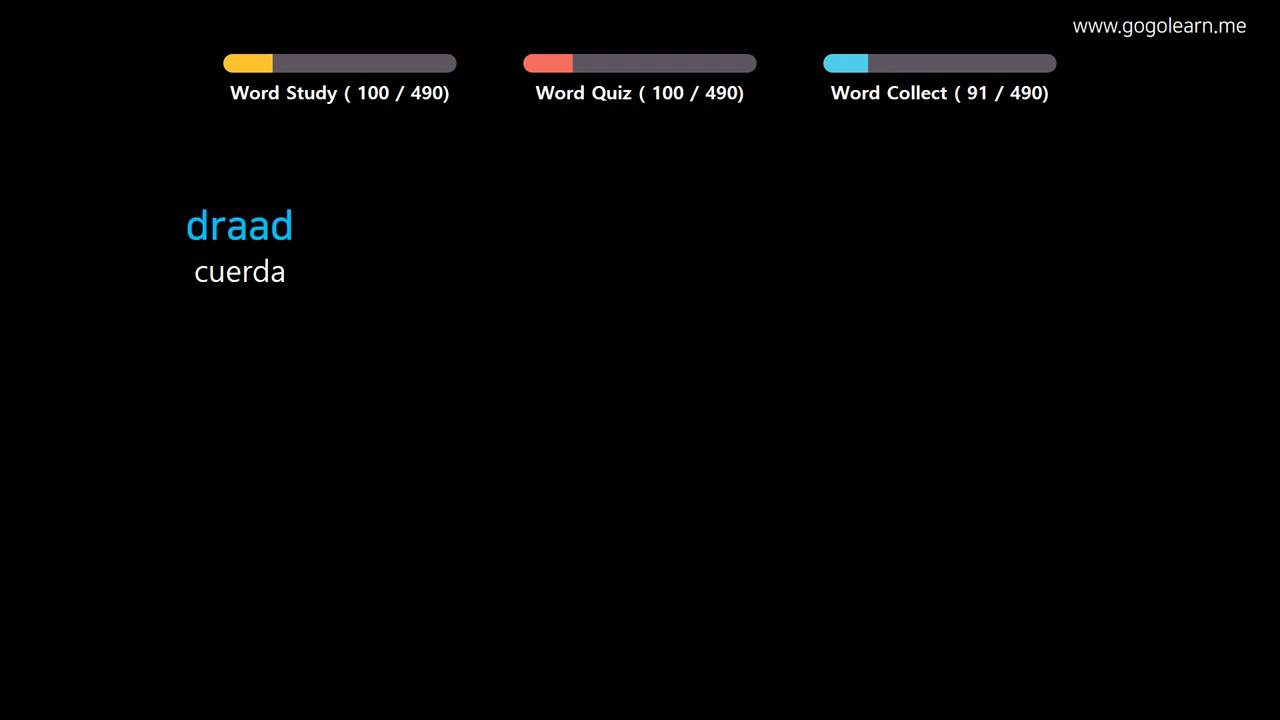 www.gogolearn.me
Word Study ( 100 / 490)
Word Quiz ( 100 / 490)
Word Collect ( 91 / 490)
draad
cuerda